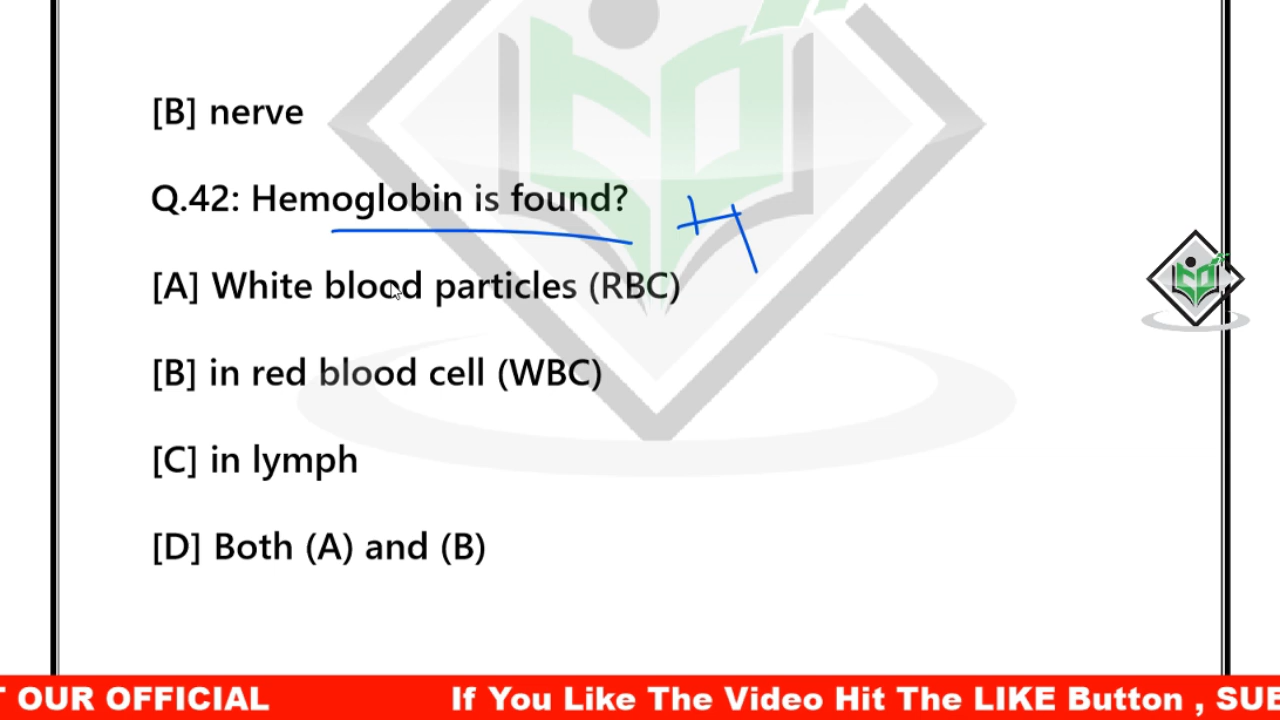 [B] nerve
Q.42: Hemoglobin is found?
H
[A] White blood particles (RBC)
[B] in red blood cell (WBC)
[C] in lymph
[D] Both (A) and (B)
T OUR OFFICIAL If You Like The Video Hit The LIKE Button , SUB